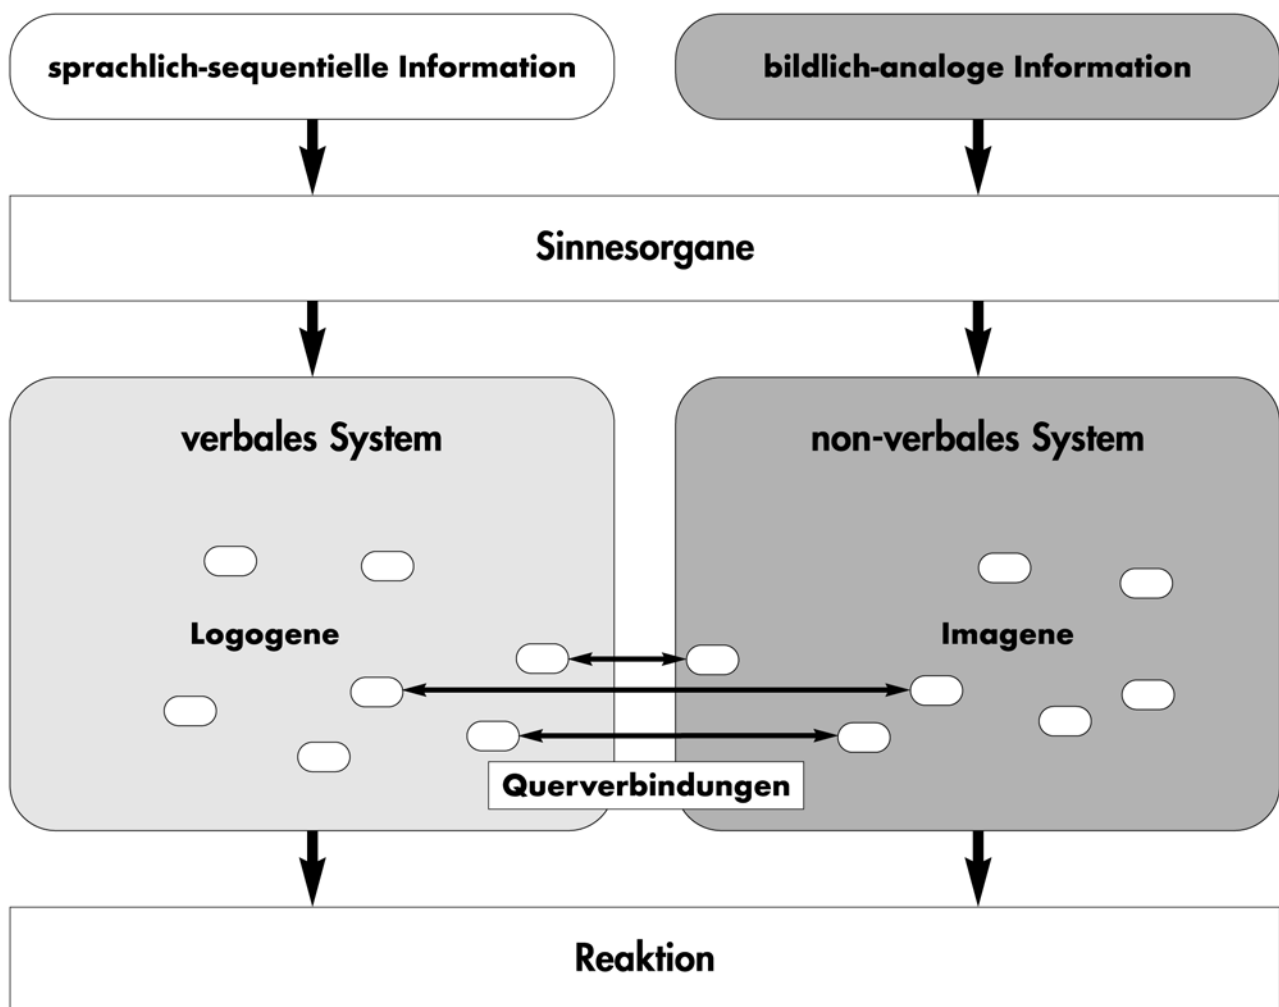 sprachlich-sequentielle Information
bildlich-analoge Information
Sinnesorgane
verbales System
non-verbales System
Logogene
Imagene
Querverbindungen
Reaktion